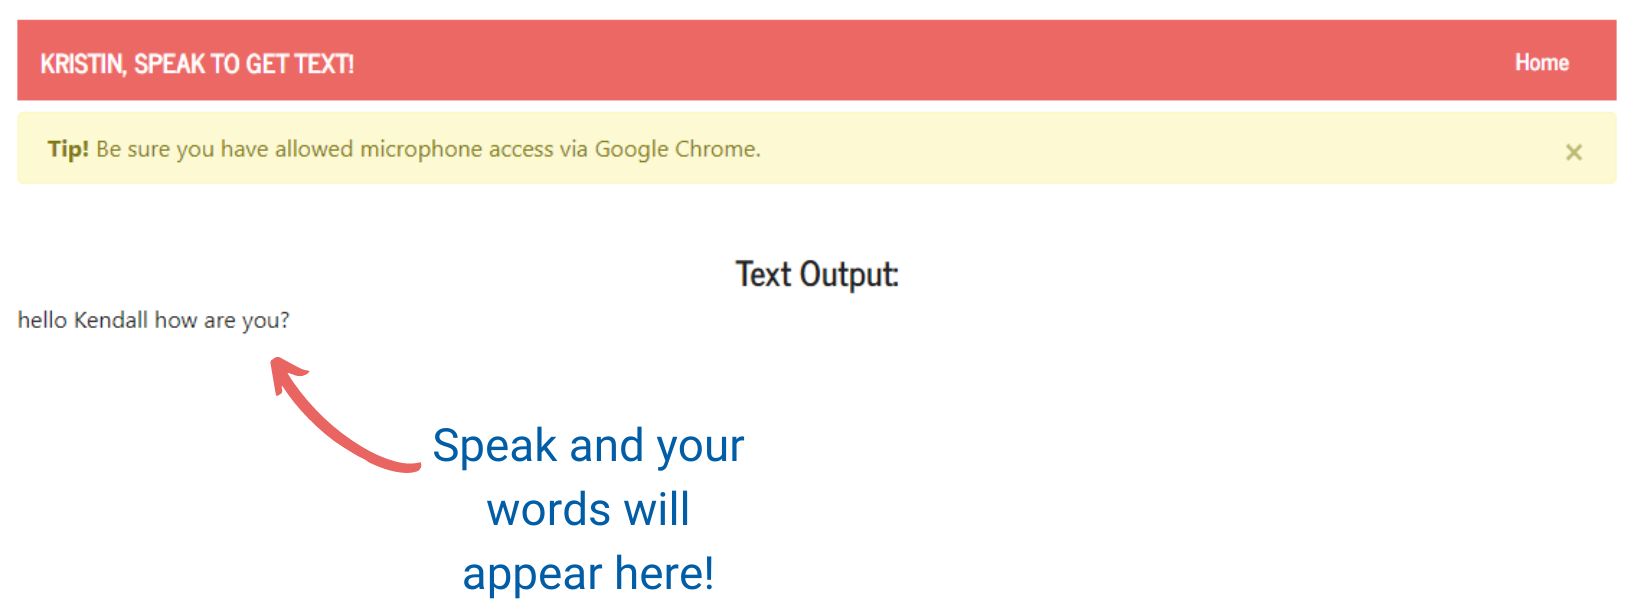 KRISTIN, SPEAK TO GET TEXT!
Home
Tip! Be sure you have allowed microphone access via Google Chrome.
×
Text Output:
hello Kendall how are you?
Speak and your
words will
appear here!